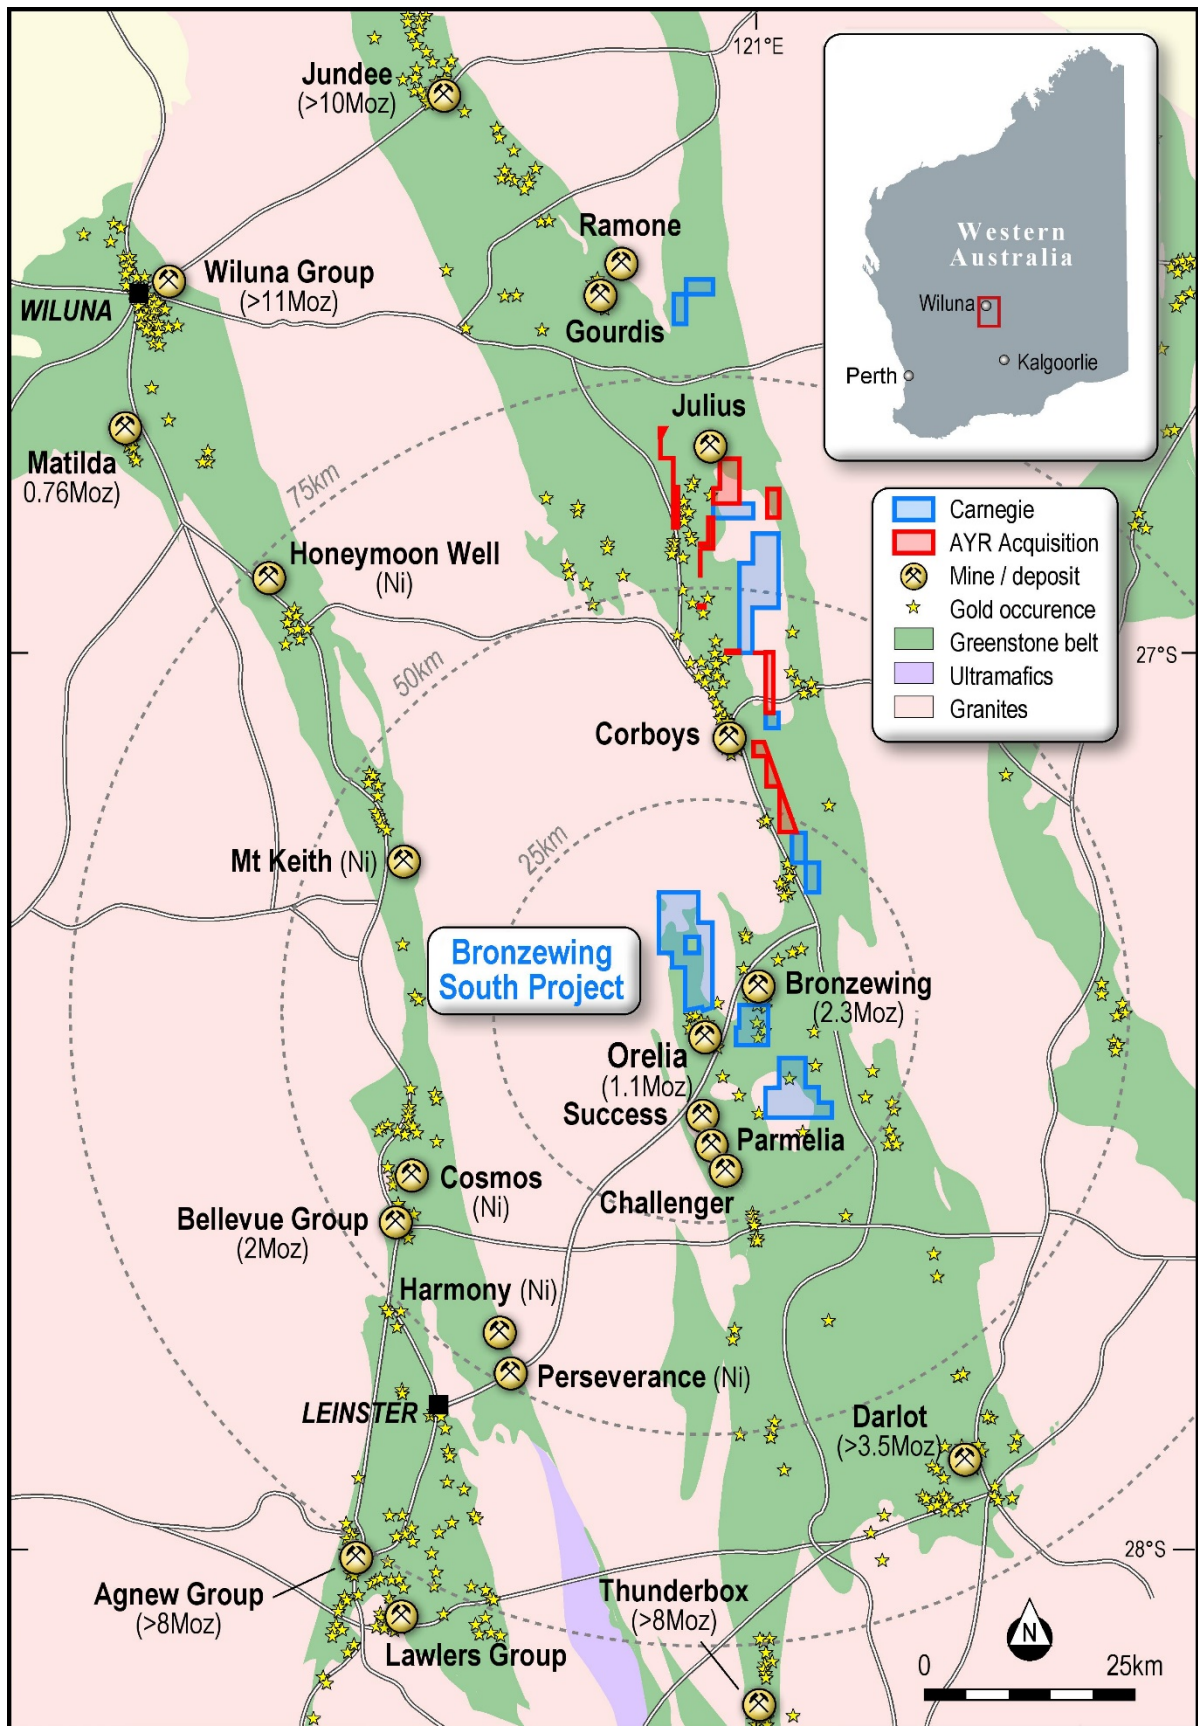 121°E
Jundee
(>10Moz)
Ramone
Wiluna Group
(>11Moz)
WILUNA
Gourdis
Western
Australia
Wiluna
Kalgoorlie
Perth
Julius
Matilda
0.76Moz)
75km
Carnegie
AYR Acquisition
Mine / deposit
Gold occurence
Greenstone belt
Ultramafics
Granites
Honeymoon Well
(Ni)
50km
27°S
Corboys
25km
Mt Keith (Ni)
Bronzewing
South Project
Bronzewing
(2.3Moz)
Orelia
(1.1Moz)
Success
Parmelia
Challenger
Cosmos
(Ni)
Bellevue Group
(2Moz)
Harmony (Ni)
Perseverance (Ni)
LEINSTER
Darlot
(>3.5Moz)
28°S
Agnew Group
(>8Moz)
Thunderbox
(>8Moz)
Lawlers Group
N
0 25km